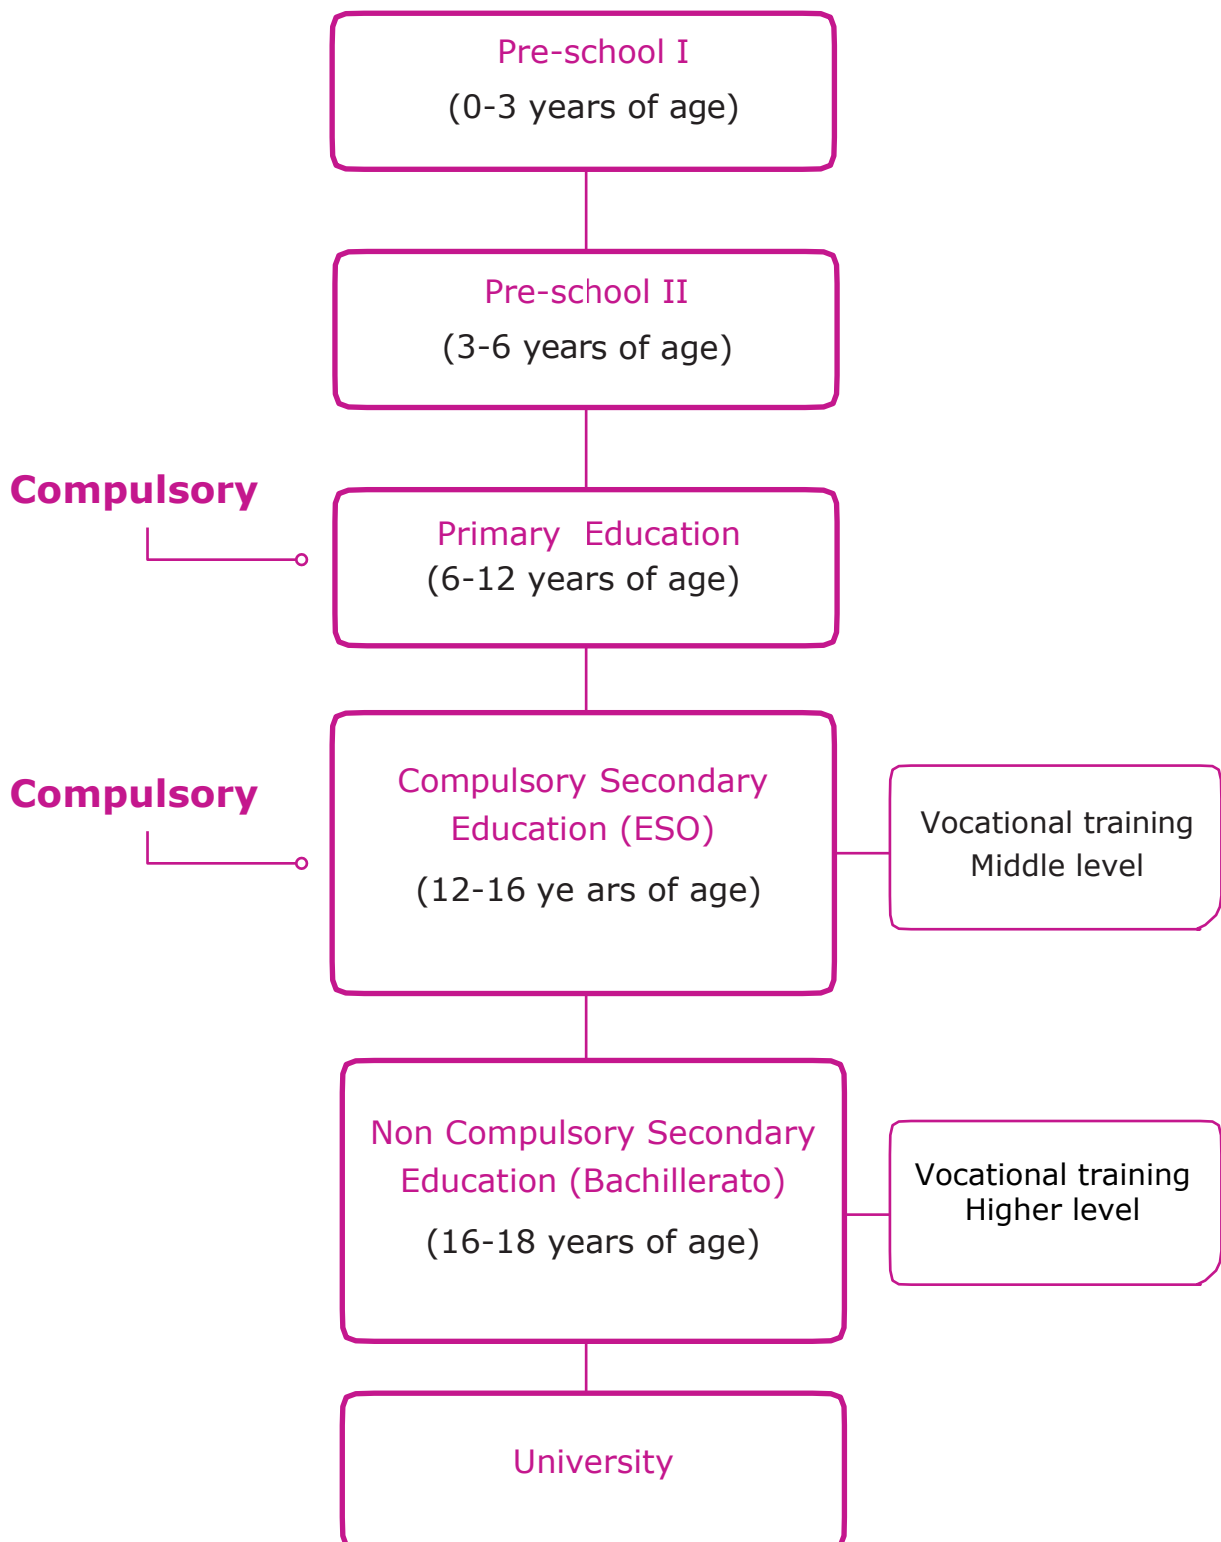 Pre-school I
(0-3 years of age)
Pre-school II
(3-6 years of age)
Compulsory
Primary Education
(6-12 years of age)
Compulsory
Compulsory Secondary
Education (ESO)
(12-16 ye ars of age)
Vocational training
Middle level
Non Compulsory Secondary
Education (Bachillerato)
(16-18 years of age)
Vocational training
Higher level
University